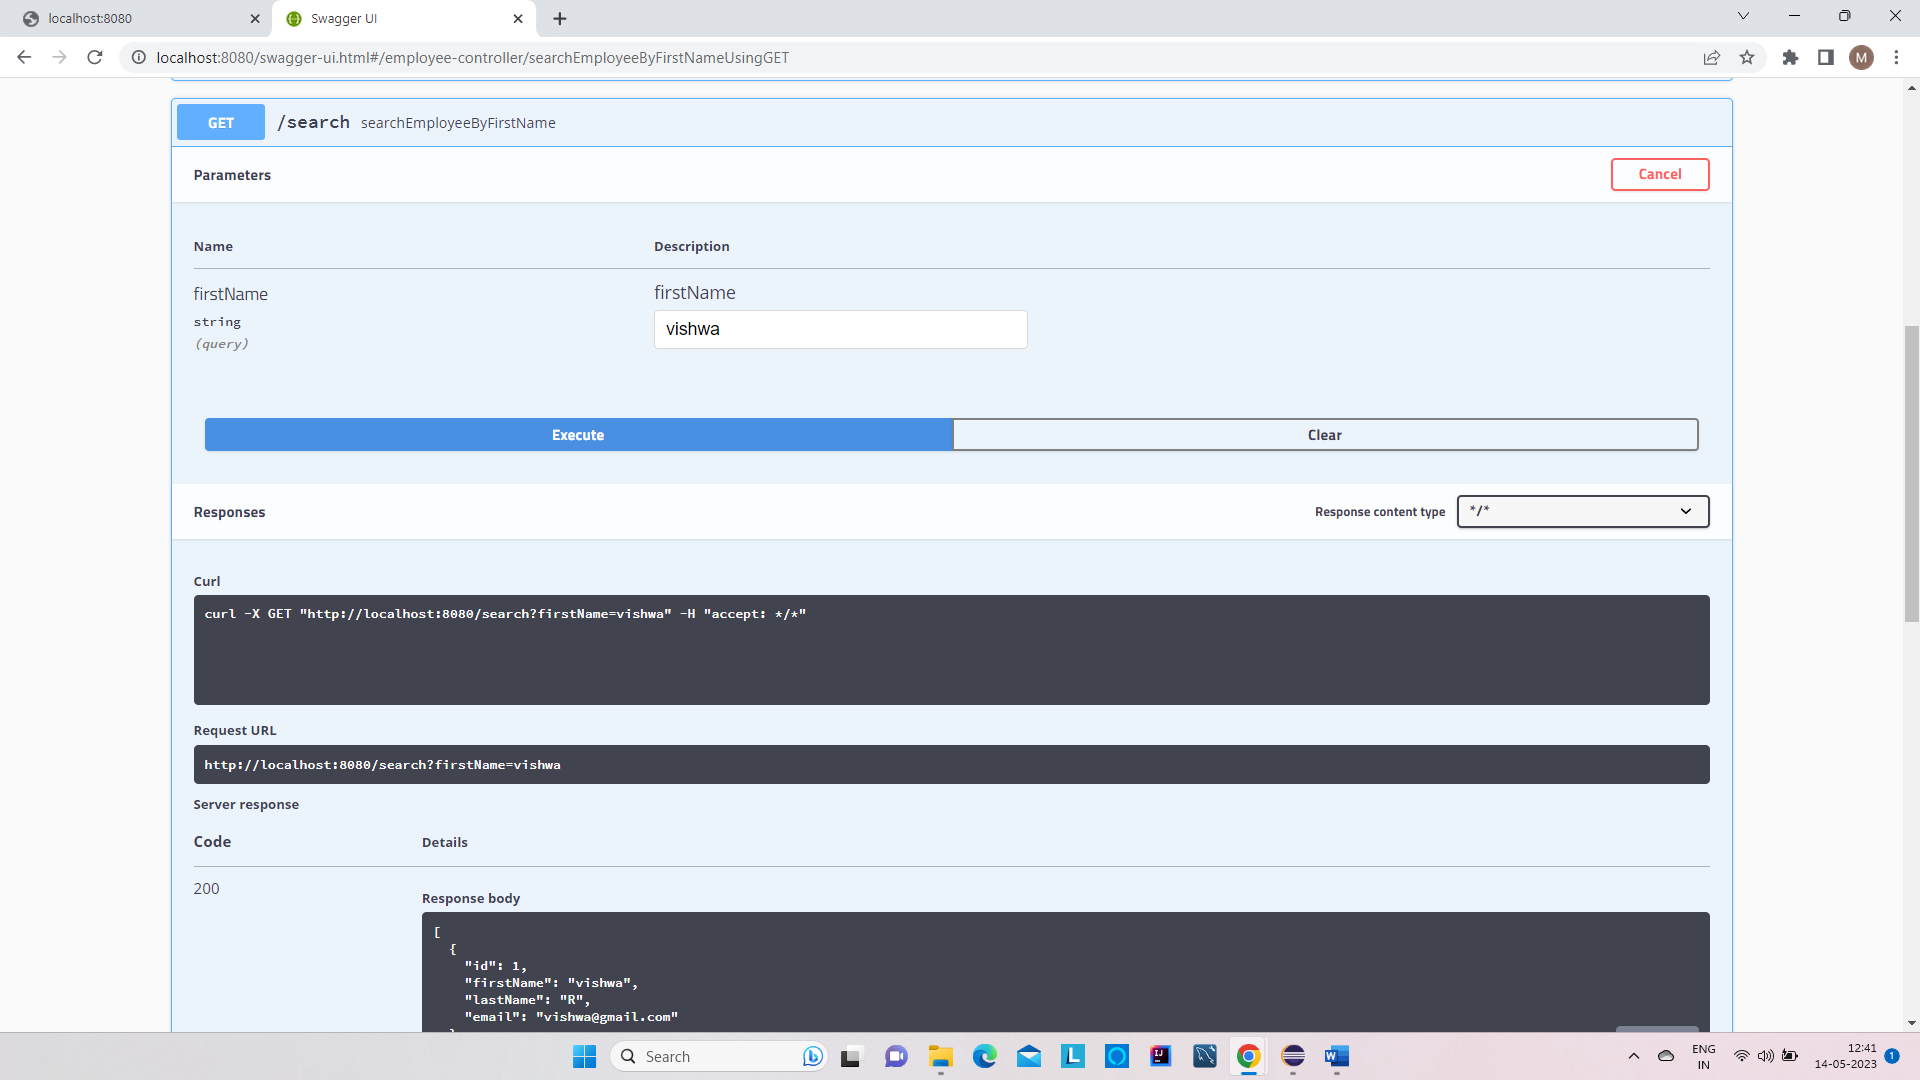 localhost:8080
Swagger UI
localhost:8080/swagger-ui.html#/employee-controller/searchEmployeeByFirstNameUsingGET
M
GET /search searchEmployeeByFirstName
Parameters
Cancel
Name Description
firstName
string
(query)
firstName
vishwa
Execute
Clear
Responses
Response content type
*/*
Curl
curl -X GET "http://localhost:8080/search?firstName=vishwa" -H "accept: */*"
Request URL
http://localhost:8080/search?firstName=vishwa
Server response
Code Details
200
Response body
[
{
"id": 1,
"firstName": "vishwa",
"lastName": "R",
"email": "vishwa@gmail.com"
Search
L
IJ
W
ENG
IN
12:41
14-05-2023
1